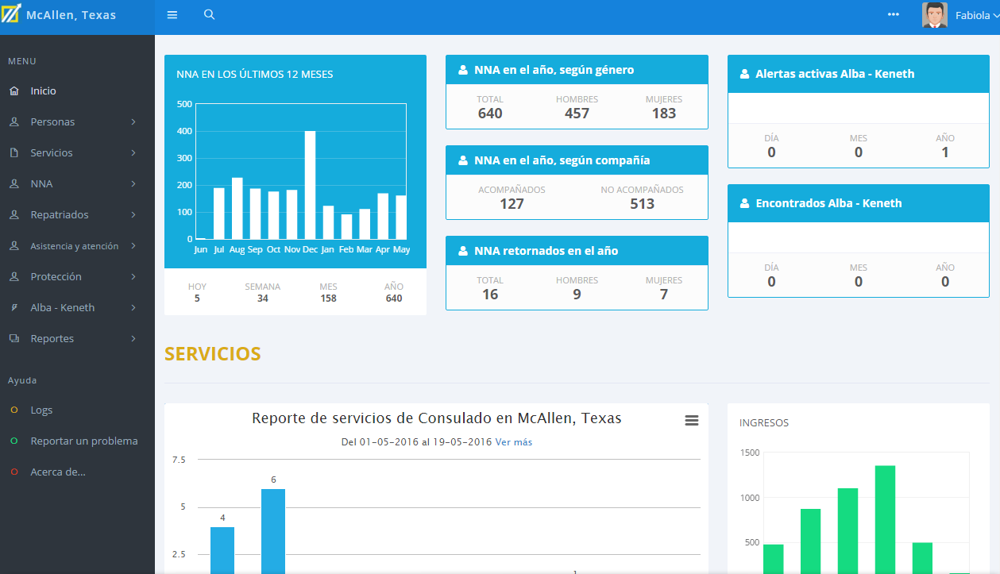 McAllen, Texas
Fabiola
MENU
Inicio
Personas
Servicios
NNA
Repatriados
Asistencia y atención
Protección
Alba - Keneth
Reportes
Ayuda
Logs
Reportar un problema
Acerca de...
NNA EN LOS ÚLTIMOS 12 MESES
500
400
300
200
100
0
Jun Jul Aug Sep Oct Nov Dec Jan Feb Mar Apr May
HOY SEMANA MES AÑO
5 34 158 640
NNA en el año, según género
TOTAL HOMBRES MUJERES
640 457 183
NNA en el año, según compañía
ACOMPAÑADOS NO ACOMPAÑADOS
127 513
NNA retornados en el año
TOTAL HOMBRES MUJERES
16 9 7
Alertas activas Alba - Keneth
DÍA MES AÑO
0 0 1
Encontrados Alba - Keneth
DÍA MES AÑO
0 0 0
SERVICIOS
Reporte de servicios de Consulado en McAllen, Texas
Del 01-05-2016 al 19-05-2016 Ver más
7.5
6
5
4
2.5
1
INGRESOS
1500
1000
500